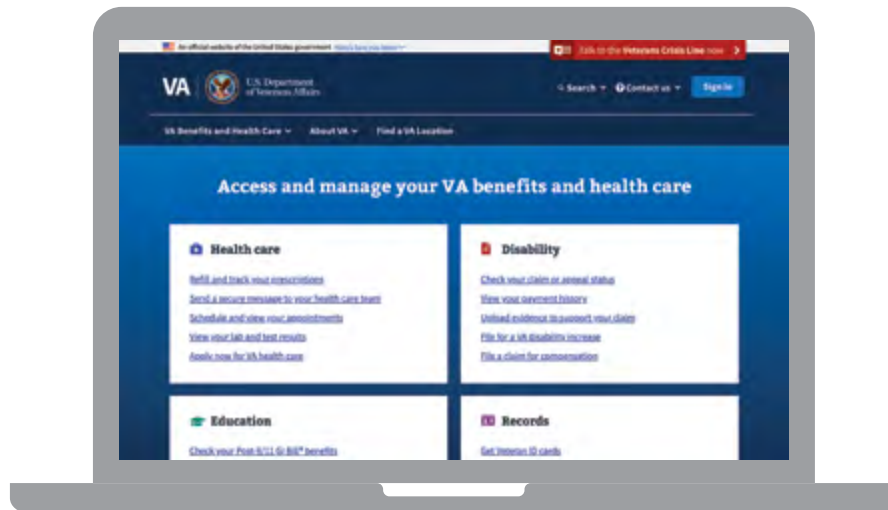 An official website of the United States government Here's how you know
Talk to the Veterans Crisis Line now
VA
U.S. Department
of Veterans Affairs
Search
Contact us
Sign in
VA Benefits and Health Care
About VA
Find a VA Location
Access and manage your VA benefits and health care
Health care
Refill and track your prescriptions
Send a secure message to your health care team
Schedule and view your appointments
View your lab and test results
Apply now for VA health care
Disability
Check your claim or appeal status
View your payment history
Upload evidence to support your claim
File for a VA disability increase
File a claim for compensation
Education
Check your Post-9/11 GI Bill® benefits
Records
Get Veteran ID cards